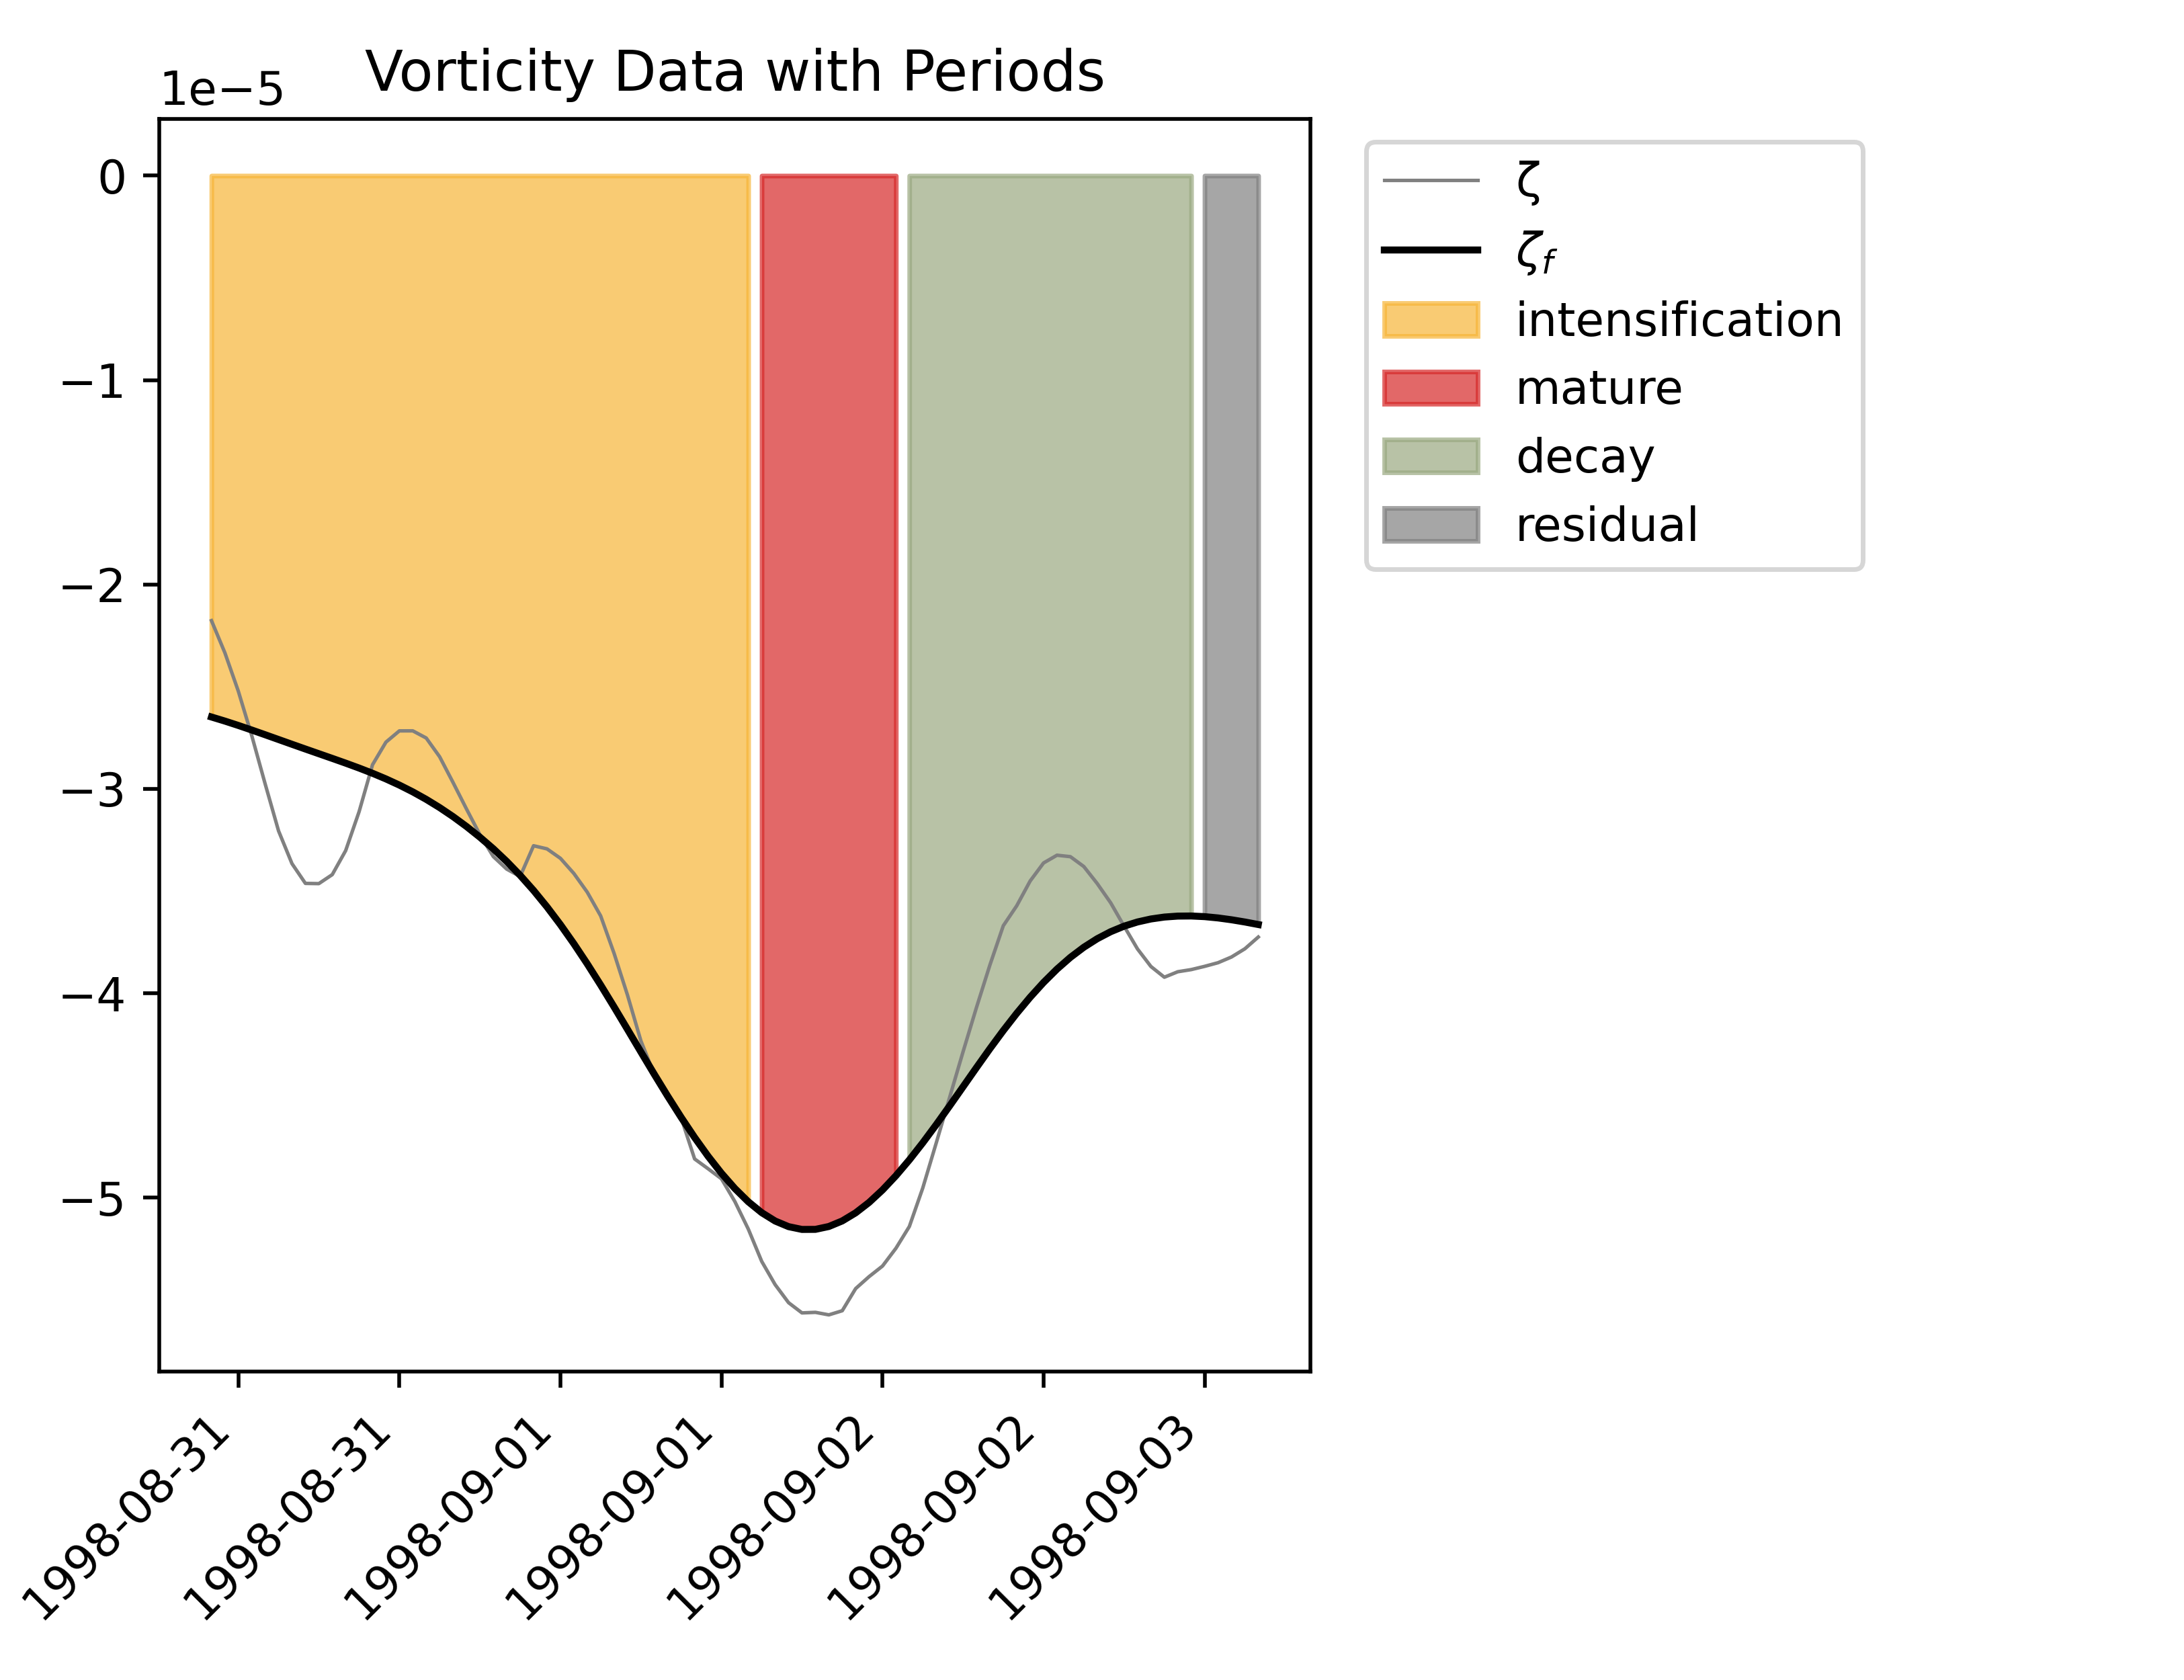 Vorticity Data with Periods
1e−5
0
−1
−2
−3
−4
−5
1998-08-31
1998-08-31
1998-09-01
1998-09-01
1998-09-02
1998-09-02
1998-09-03
ζ
ζf
intensification
mature
decay
residual